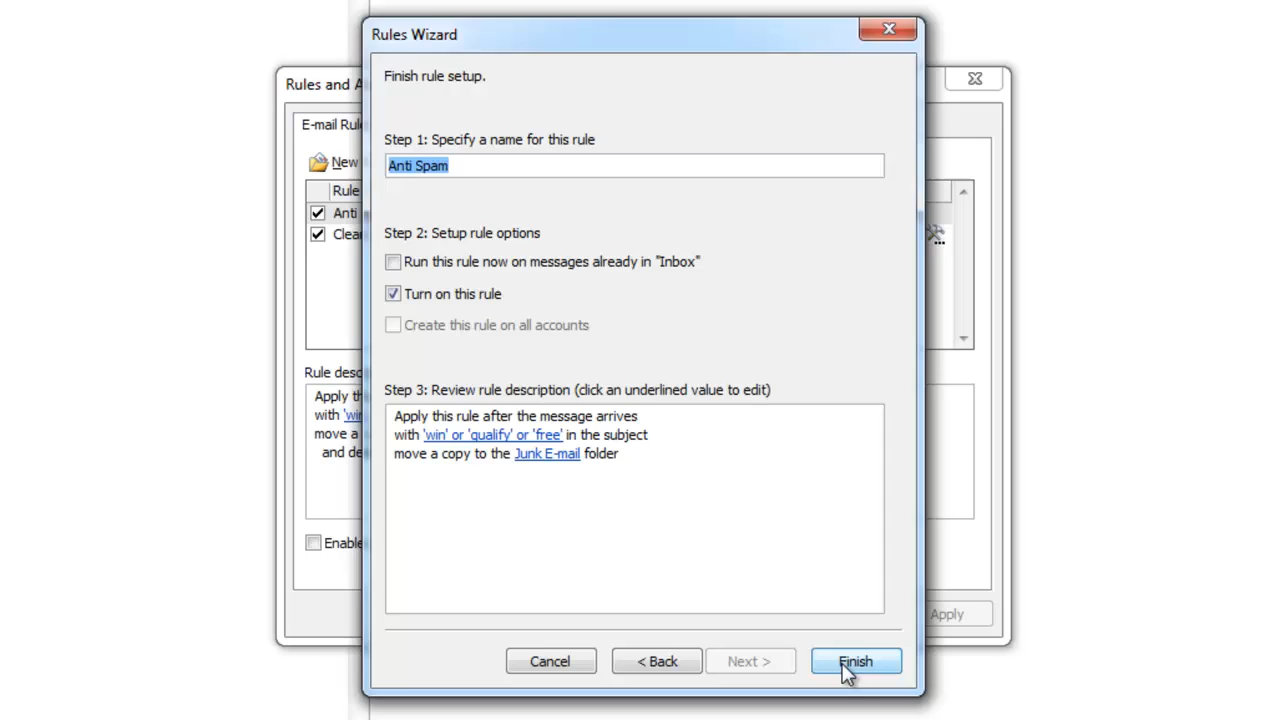 Rules Wizard
Rules and A
Finish rule setup.
E-mail Rul
Step 1: Specify a name for this rule
New
Anti Spam
Rule
Anti
Clear
Step 2: Setup rule options
Run this rule now on messages already in "Inbox"
Turn on this rule
Create this rule on all accounts
Rule desc
Step 3: Review rule description (click an underlined value to edit)
Apply th
with 'wi
move a
and de
Apply this rule after the message arrives
with 'win' or 'qualify' or 'free' in the subject
move a copy to the Junk E-mail folder
Enable
Apply
Cancel
< Back
Next >
Finish